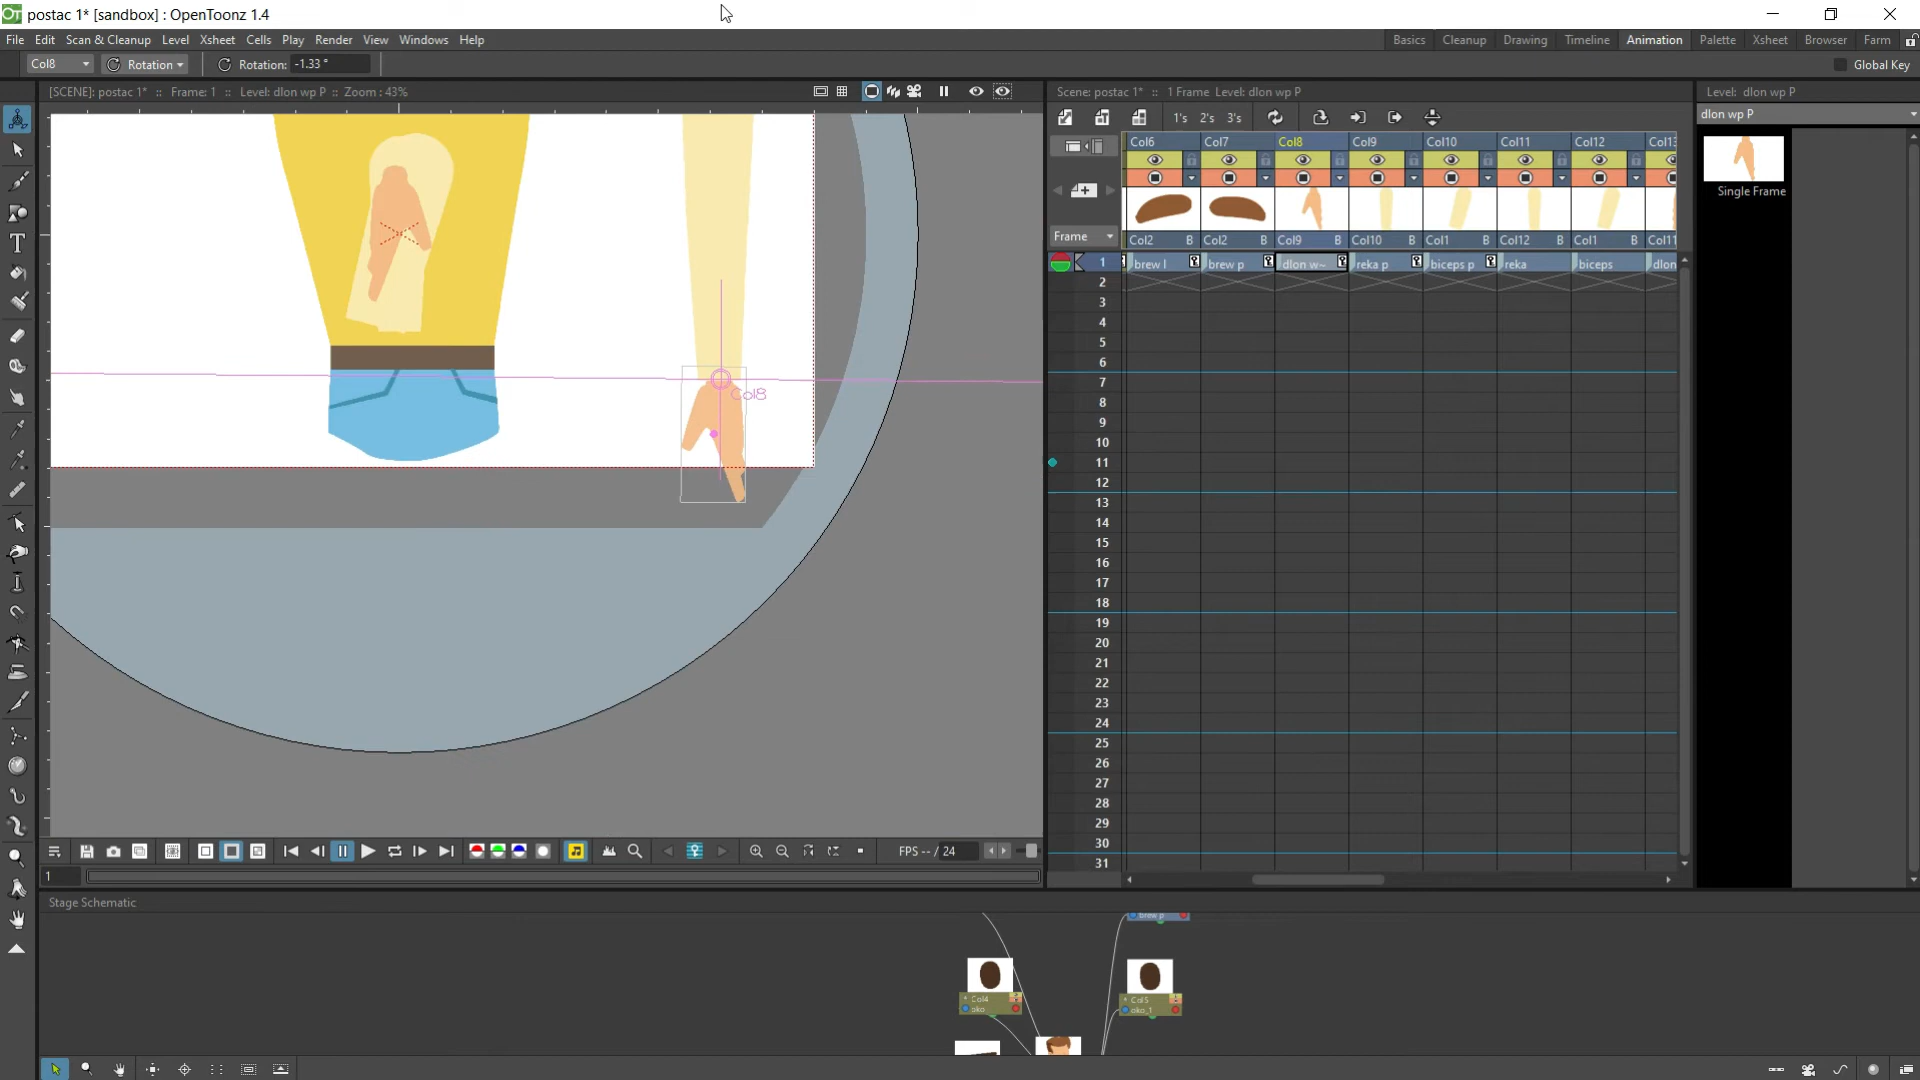 postac 1* [sandbox] : OpenToonz 1.4
File Edit Scan & Cleanup Level Xsheet Cells Play Render View Windows Help
Basics Cleanup Drawing Timeline Animation Palette Xsheet Browser Farm
Col8 Rotation Rotation: -1.33 °
Global Key
[SCENE]: postac 1* :: Frame: 1 :: Level: dlon wp P :: Zoom : 43%
Scene: postac 1* :: 1 Frame Level: dlon wp P
Level: dlon wp P
dlon wp P
Single Frame
1's 2's 3's
Col6 Col7 Col8 Col9 Col10 Col11 Col12 Col13
Frame
Col2 B Col2 B Col9 B Col10 B Col1 B Col12 B Col1 B Col11
1 brew l brew p dlon w~ reka p biceps p reka biceps dlon
2
3
4
5
6
7
8
9
10
11
12
13
14
15
16
17
18
19
20
21
22
23
24
25
26
27
28
29
30
31
Col8
FPS -- / 24
1
Stage Schematic
brew p
Col4
oko
Col5
oko_1